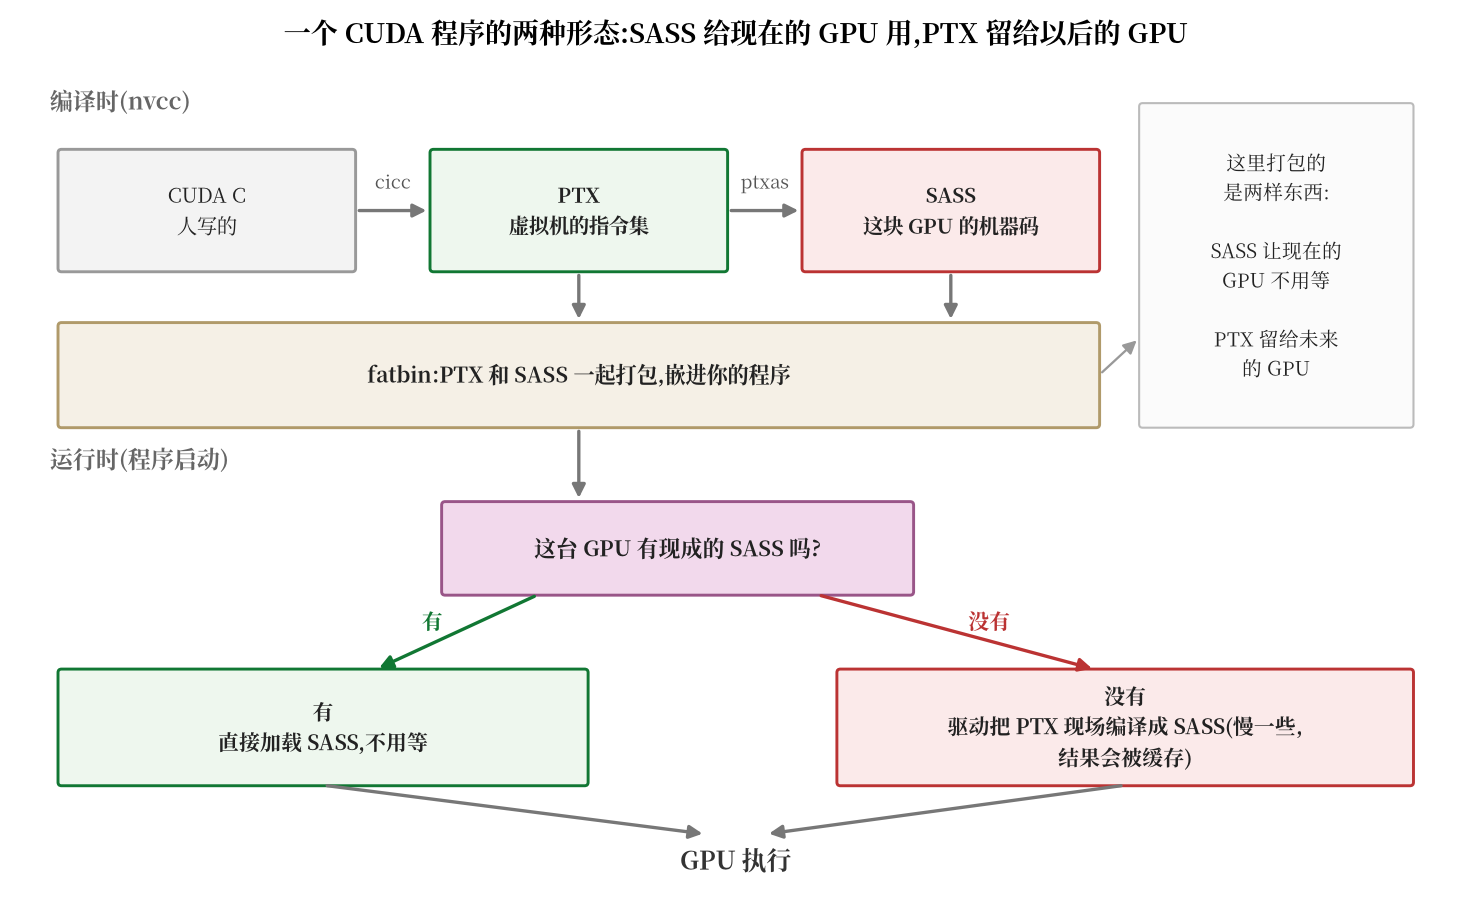 一个 CUDA 程序的两种形态:SASS 给现在的 GPU 用,PTX 留给以后的 GPU
编译时(nvcc)
CUDA C
人写的
cicc
PTX
虚拟机的指令集
ptxas
SASS
这块 GPU 的机器码
这里打包的
是两样东西:
SASS 让现在的
GPU 不用等
PTX 留给未来
的 GPU
fatbin:PTX 和 SASS 一起打包,嵌进你的程序
运行时(程序启动)
这台 GPU 有现成的 SASS 吗?
有
没有
有
直接加载 SASS,不用等
没有
驱动把 PTX 现场编译成 SASS(慢一些,
结果会被缓存)
GPU 执行